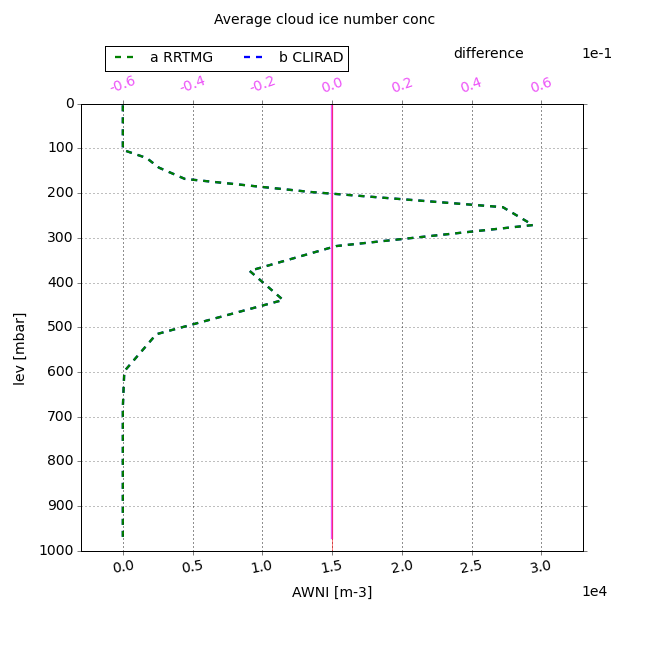 Average cloud ice number conc
a RRTMG b CLIRAD difference 1e-1
-0.6 -0.4 -0.2 0.0 0.2 0.4 0.6
0
100
200
300
400
500
600
700
800
900
1000
lev [mbar]
0.0 0.5 1.0 1.5 2.0 2.5 3.0
AWNI [m-3] 1e4